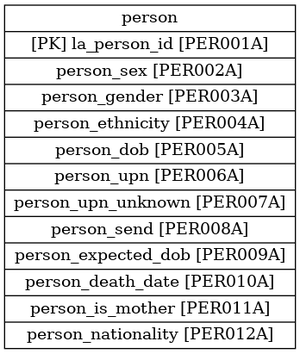 person
[PK] la_person_id [PER001A]
person_sex [PER002A]
person_gender [PER003A]
person_ethnicity [PER004A]
person_dob [PER005A]
person_upn [PER006A]
person_upn_unknown [PER007A]
person_send [PER008A]
person_expected_dob [PER009A]
person_death_date [PER010A]
person_is_mother [PER011A]
person_nationality [PER012A]